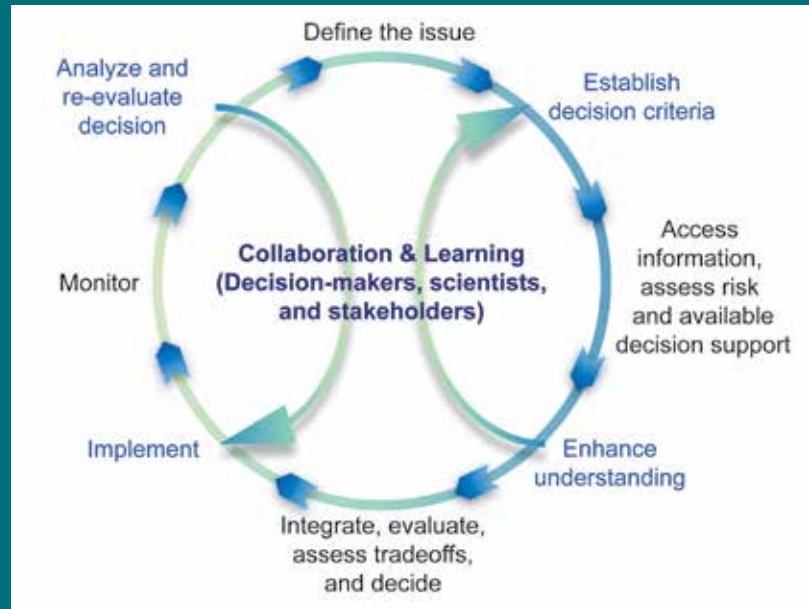 Define the issue
Analyze and
re-evaluate
decision
Establish
decision criteria
Collaboration & Learning
(Decision-makers, scientists,
and stakeholders)
Access
information,
assess risk
and available
decision support
Monitor
Implement
Enhance
understanding
Integrate, evaluate,
assess tradeoffs,
and decide